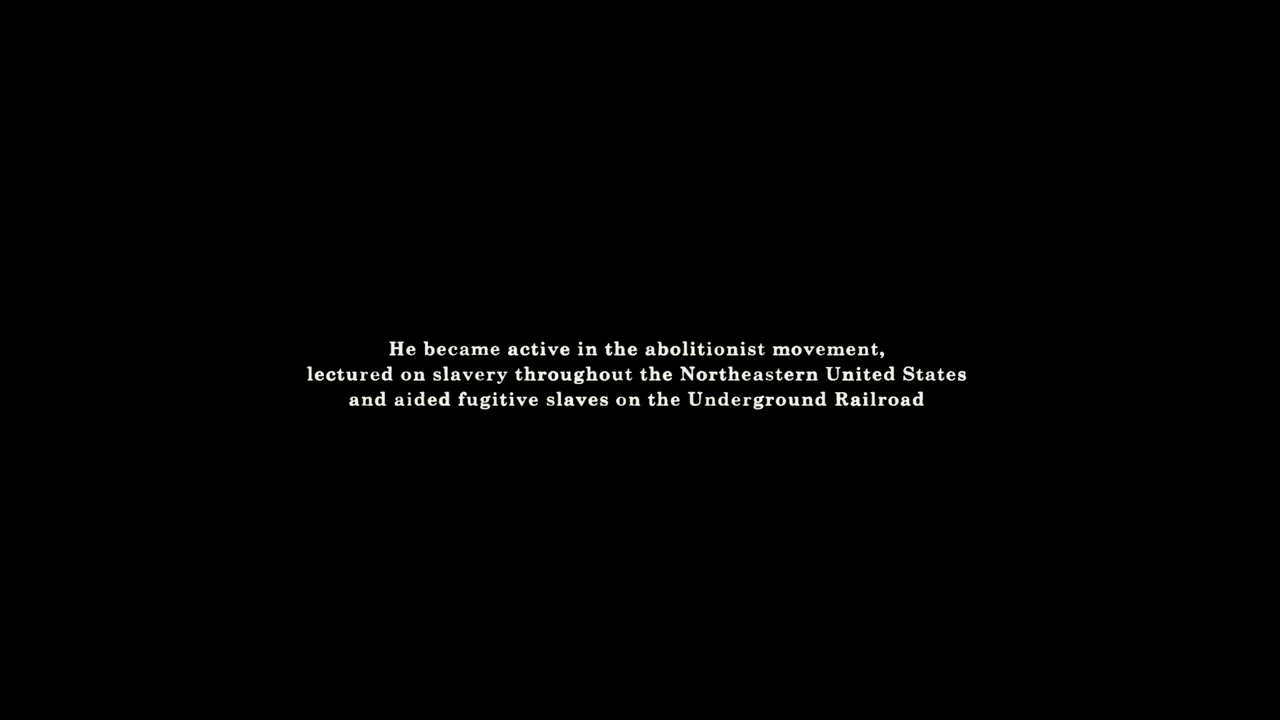 He became active in the abolitionist movement,
lectured on slavery throughout the Northeastern United States
and aided fugitive slaves on the Underground Railroad